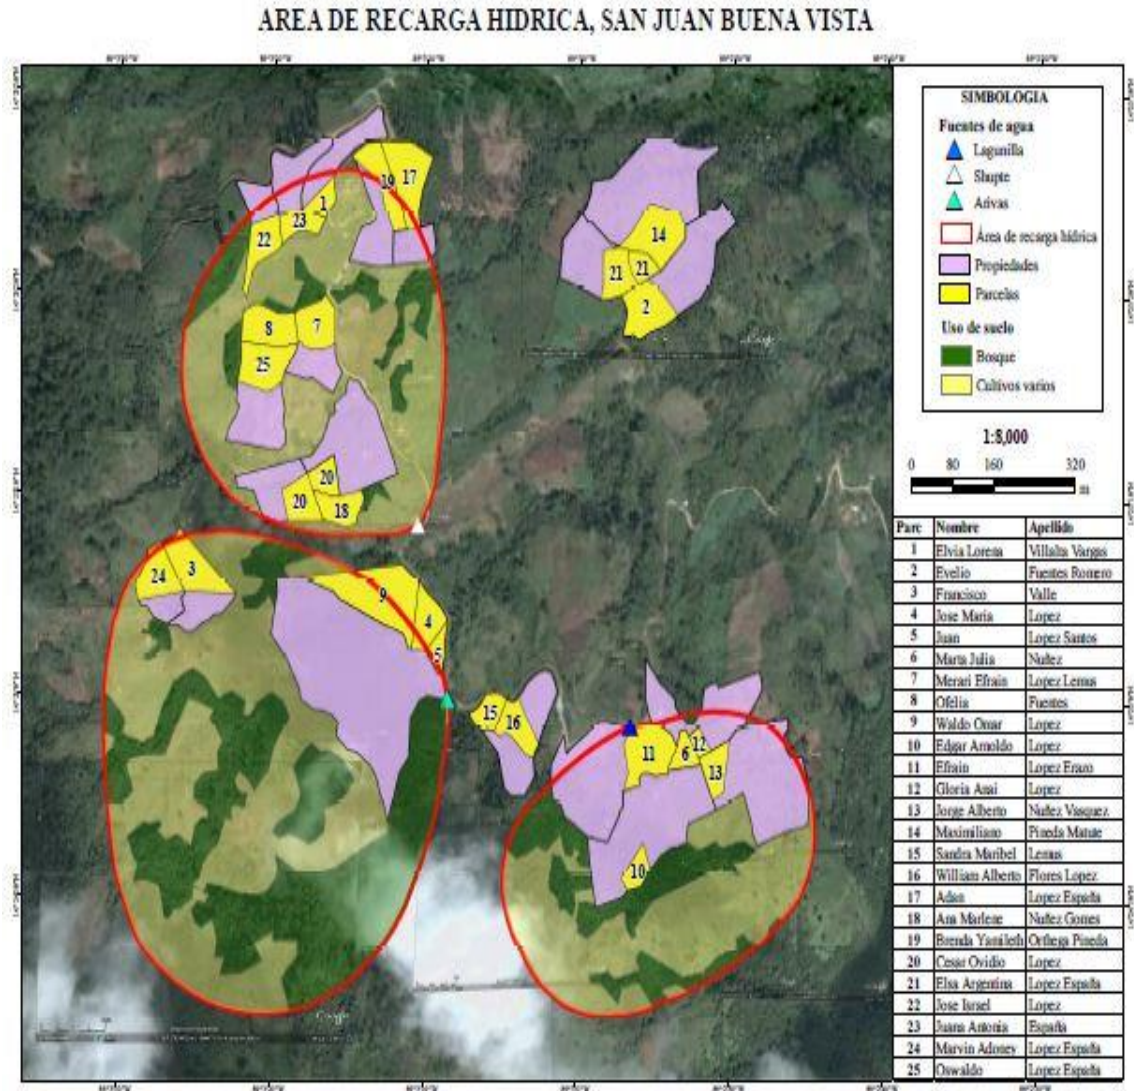 AREA DE RECARGA HIDRICA, SAN JUAN BUENA VISTA
SIMBOLOGIA
Fuentes de agua
Lagunilla
Shupte
Arivas
Área de recarga hídrica
Propiedades
Parcelas
Uso de suelo
Bosque
Cultivos varios
1:8,000
0 80 160 320
m
Parc Nombre Apellido
1 Elvia Lorena Villalta Vargas
2 Evelio Fuentes Romero
3 Francisco Valle
4 Jose Maria Lopez
5 Juan Lopez Santos
6 Marta Julia Nuñez
7 Merari Efrain Lopez Lemus
8 Ofelia Fuentes
9 Waldo Omar Lopez
10 Edgar Arnoldo Lopez
11 Efrain Lopez Erazo
12 Gloria Anai Lopez
13 Jorge Alberto Nuñez Vasquez
14 Maximiliano Pineda Matute
15 Sandra Maribel Lemus
16 William Alberto Flores Lopez
17 Adan Lopez España
18 Ana Marlene Nuñez Gomes
19 Brenda Yamileth Orthega Pineda
20 Cesar Ovidio Lopez
21 Elsa Argentina Lopez España
22 Jose Israel Lopez
23 Juana Antonia España
24 Marvin Adoney Lopez España
25 Oswaldo Lopez España
19 17
1
23
22
14
21 21
2
8 7
25
20
20 18
24 3
9
4
5
15 16
11 6 12
13
10
Google